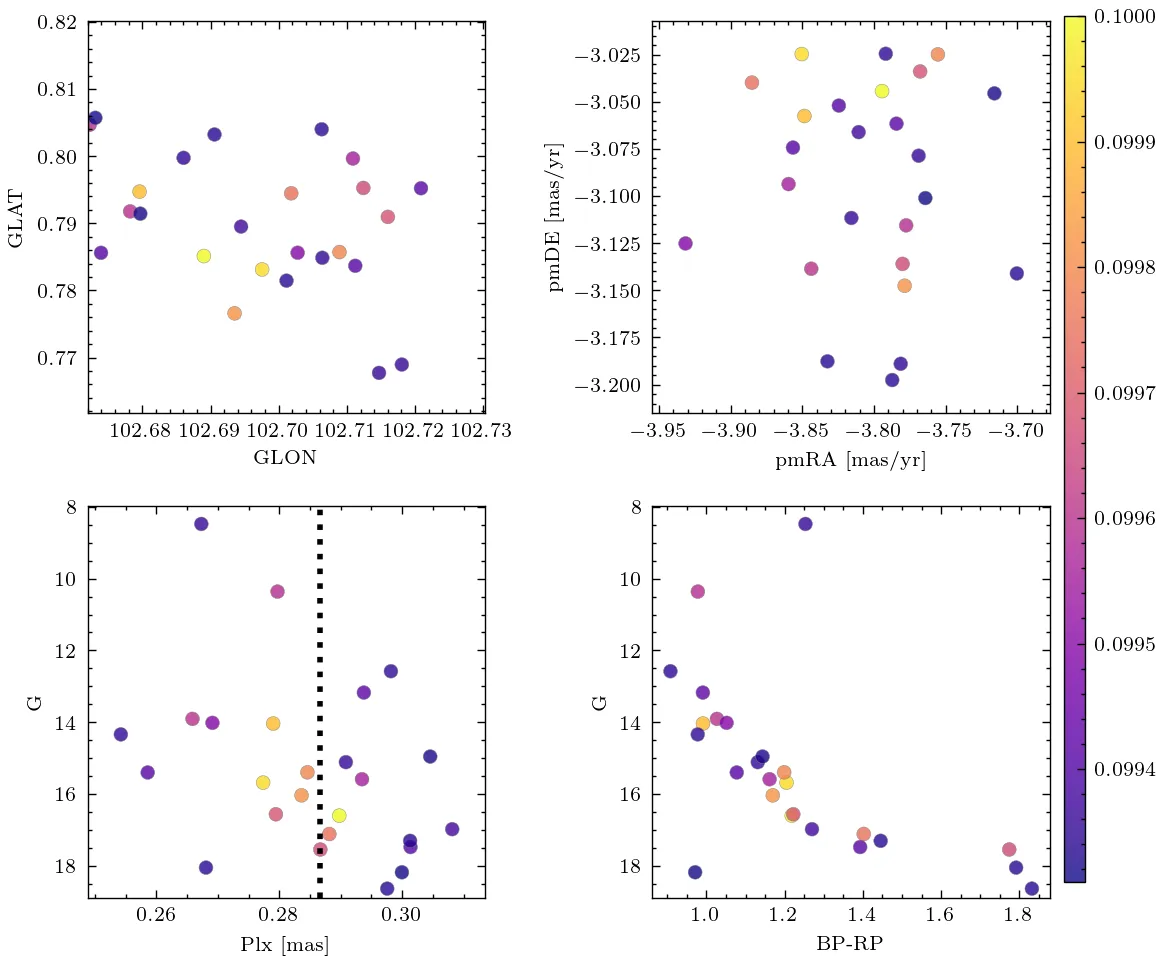 0.82
0.81
0.80
0.79
0.78
0.77
GLAT
102.68 102.69 102.70 102.71 102.72 102.73
GLON
−3.025
−3.050
−3.075
−3.100
−3.125
−3.150
−3.175
−3.200
pmDE [mas/yr]
−3.95 −3.90 −3.85 −3.80 −3.75 −3.70
pmRA [mas/yr]
8
10
12
14
16
18
G
0.26 0.28 0.30
Plx [mas]
8
10
12
14
16
18
G
1.0 1.2 1.4 1.6 1.8
BP-RP
0.1000
0.0999
0.0998
0.0997
0.0996
0.0995
0.0994